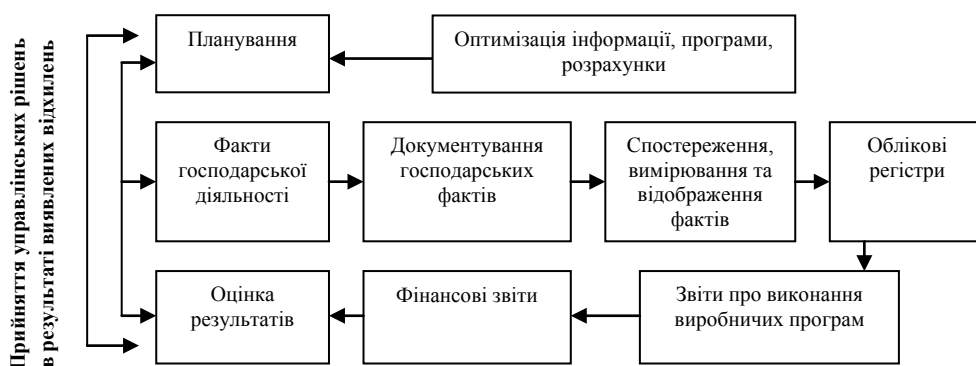 Прийняття управлінських рішень
в результаті виявлених відхилень
Планування
Оптимізація інформації, програми,
розрахунки
Факти
господарської
діяльності
Документування
господарських
фактів
Спостереження,
вимірювання та
відображення
фактів
Облікові
регістри
Оцінка
результатів
Фінансові звіти
Звіти про виконання
виробничих програм